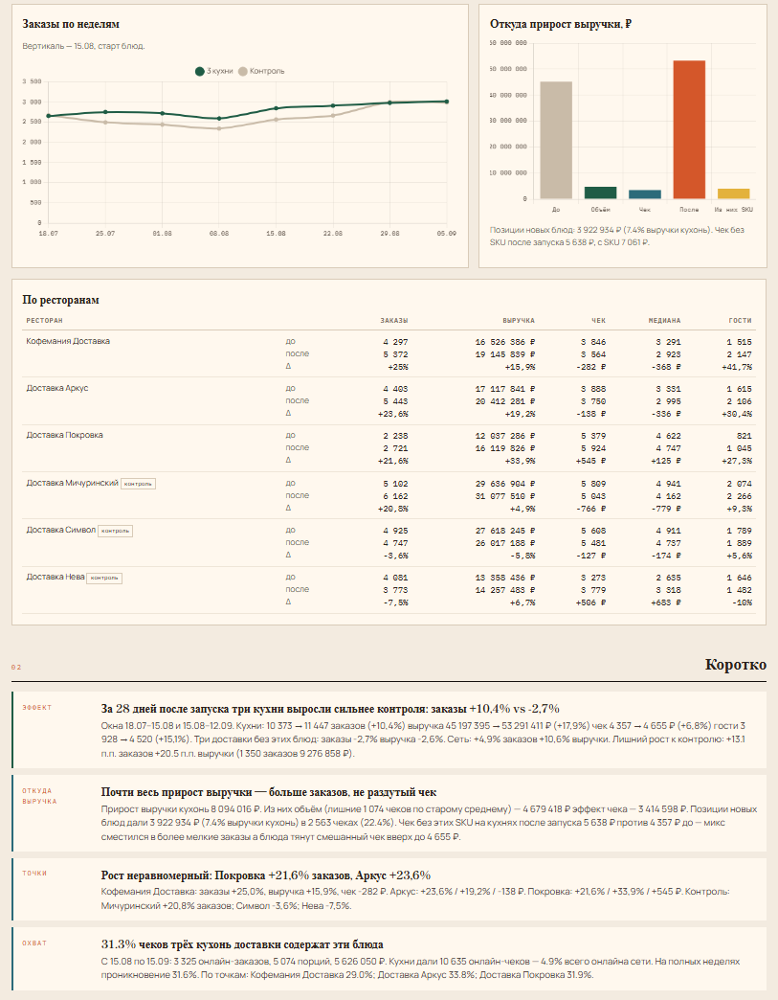 Заказы по неделям
Вертикаль — 15.08, старт блюд.
3 кухни Контроль
3 500
3 000
2 500
2 000
1 500
1 000
500
0
18.07 25.07 01.08 08.08 15.08 22.08 29.08 05.09
Откуда прирост выручки, ₽
50 000 000
40 000 000
30 000 000
20 000 000
10 000 000
0
До Объём Чек После Из них SKU
Позиции новых блюд: 3 922 934 ₽ (7.4% выручки кухонь). Чек без
SKU после запуска 5 638 ₽, с SKU 7 061 ₽.
По ресторанам
РЕСТОРАН ЗАКАЗЫ ВЫРУЧКА ЧЕК МЕДИАНА ГОСТИ
Кофемания Доставка до 4 297 16 526 386 ₽ 3 846 3 291 1 515
после 5 372 19 145 839 ₽ 3 564 2 923 2 147
Δ +25% +15,9% -282 ₽ -368 ₽ +41,7%
Доставка Аркус до 4 403 17 117 841 ₽ 3 888 3 331 1 615
после 5 443 20 412 281 ₽ 3 750 2 995 2 106
Δ +23,6% +19,2% -138 ₽ -336 ₽ +30,4%
Доставка Покровка до 2 238 12 037 286 ₽ 5 379 4 622 821
после 2 721 16 119 826 ₽ 5 924 4 747 1 045
Δ +21,6% +33,9% +545 ₽ +125 ₽ +27,3%
Доставка Мичуринский контроль до 5 102 29 636 904 ₽ 5 809 4 941 2 074
после 6 162 31 077 510 ₽ 5 043 4 162 2 266
Δ +20,8% +4,9% -766 ₽ -779 ₽ +9,3%
Доставка Символ контроль до 4 925 27 618 245 ₽ 5 608 4 911 1 789
после 4 747 26 017 188 ₽ 5 481 4 737 1 889
Δ -3,6% -5,8% -127 ₽ -174 ₽ +5,6%
Доставка Нева контроль до 4 081 13 358 436 ₽ 3 273 2 635 1 646
после 3 773 14 257 483 ₽ 3 779 3 318 1 482
Δ -7,5% +6,7% +506 ₽ +683 ₽ -10%
02 Коротко
ЭФФЕКТ
За 28 дней после запуска три кухни выросли сильнее контроля: заказы +10,4% vs -2,7%
Окна 18.07–15.08 и 15.08–12.09. Кухни: 10 373 → 11 447 заказов (+10,4%) выручка 45 197 395 → 53 291 411 ₽ (+17,9%) чек 4 357 → 4 655 ₽ (+6,8%) гости 3
928 → 4 520 (+15,1%). Три доставки без этих блюд: заказы -2,7% выручка -2,6%. Сеть: +4,9% заказов +10,6% выручки. Лишний рост к контролю: +13.1
п.п. заказов +20.5 п.п. выручки (1 350 заказов 9 276 858 ₽).
ОТКУДА
ВЫРУЧКА
Почти весь прирост выручки — больше заказов, не раздутый чек
Прирост выручки кухонь 8 094 016 ₽. Из них объём (лишние 1 074 чеков по старому среднему) — 4 679 418 ₽ эффект чека — 3 414 598 ₽. Позиции новых
блюд дали 3 922 934 ₽ (7.4% выручки кухонь) в 2 563 чеках (22.4%). Чек без этих SKU на кухнях после запуска 5 638 ₽ против 4 357 ₽ до — микс
сместился в более мелкие заказы а блюда тянут смешанный чек вверх до 4 655 ₽.
ТОЧКИ
Рост неравномерный: Покровка +21,6% заказов, Аркус +23,6%
Кофемания Доставка: заказы +25,0%, выручка +15,9%, чек -282 ₽. Аркус: +23,6% / +19,2% / -138 ₽. Покровка: +21,6% / +33,9% / +545 ₽. Контроль:
Мичуринский +20,8% заказов; Символ -3,6%; Нева -7,5%.
ОХВАТ
31.3% чеков трёх кухонь доставки содержат эти блюда
С 15.08 по 15.09: 3 325 онлайн-заказов, 5 074 порций, 5 626 050 ₽. Кухни дали 10 635 онлайн-чеков — 4.9% всего онлайна сети. На полных неделях
проникновение 31.6%. По точкам: Кофемания Доставка 29.0%; Доставка Аркус 33.8%; Доставка Покровка 31.9%.